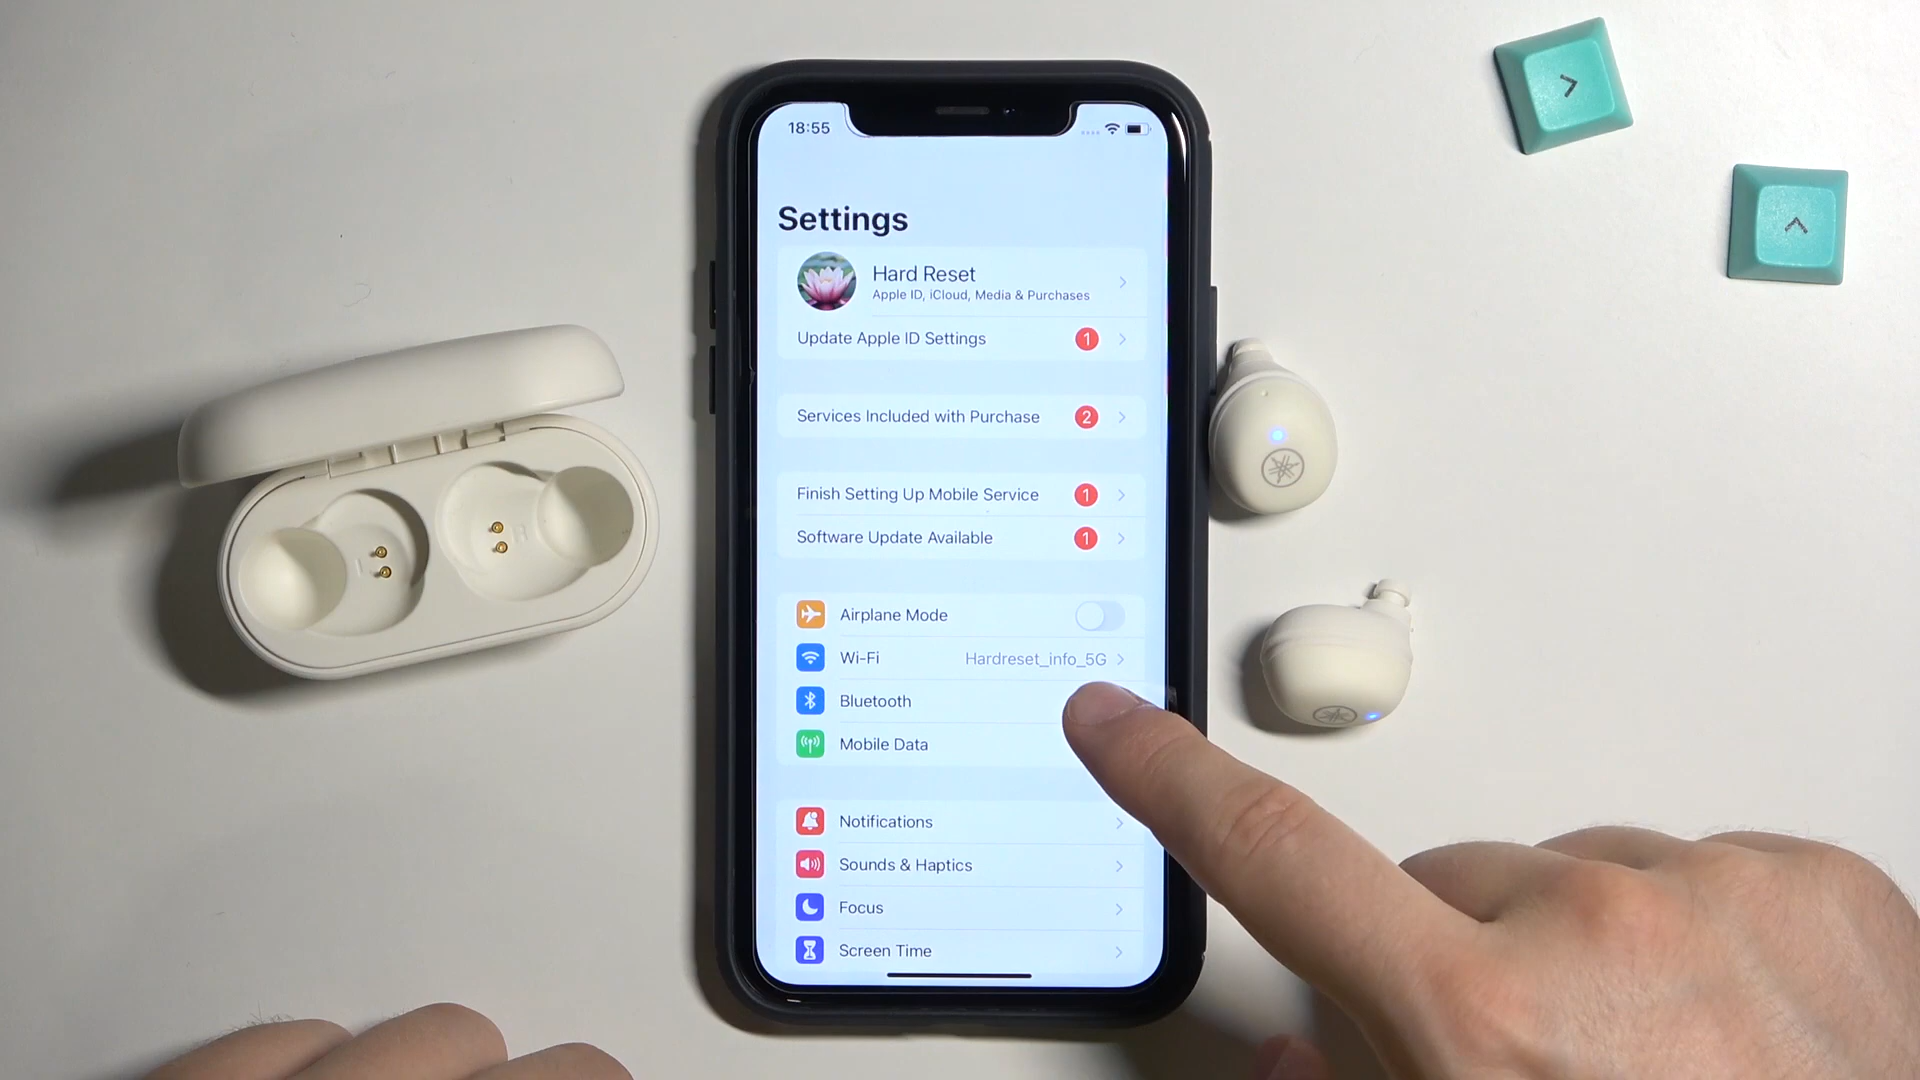 18:55
Settings
Hard Reset
Apple ID, iCloud, Media & Purchases
Update Apple ID Settings 1
Services Included with Purchase 2
Finish Setting Up Mobile Service 1
Software Update Available 1
Airplane Mode
Wi-Fi Hardreset_info_5G
Bluetooth
Mobile Data
Notifications
Sounds & Haptics
Focus
Screen Time